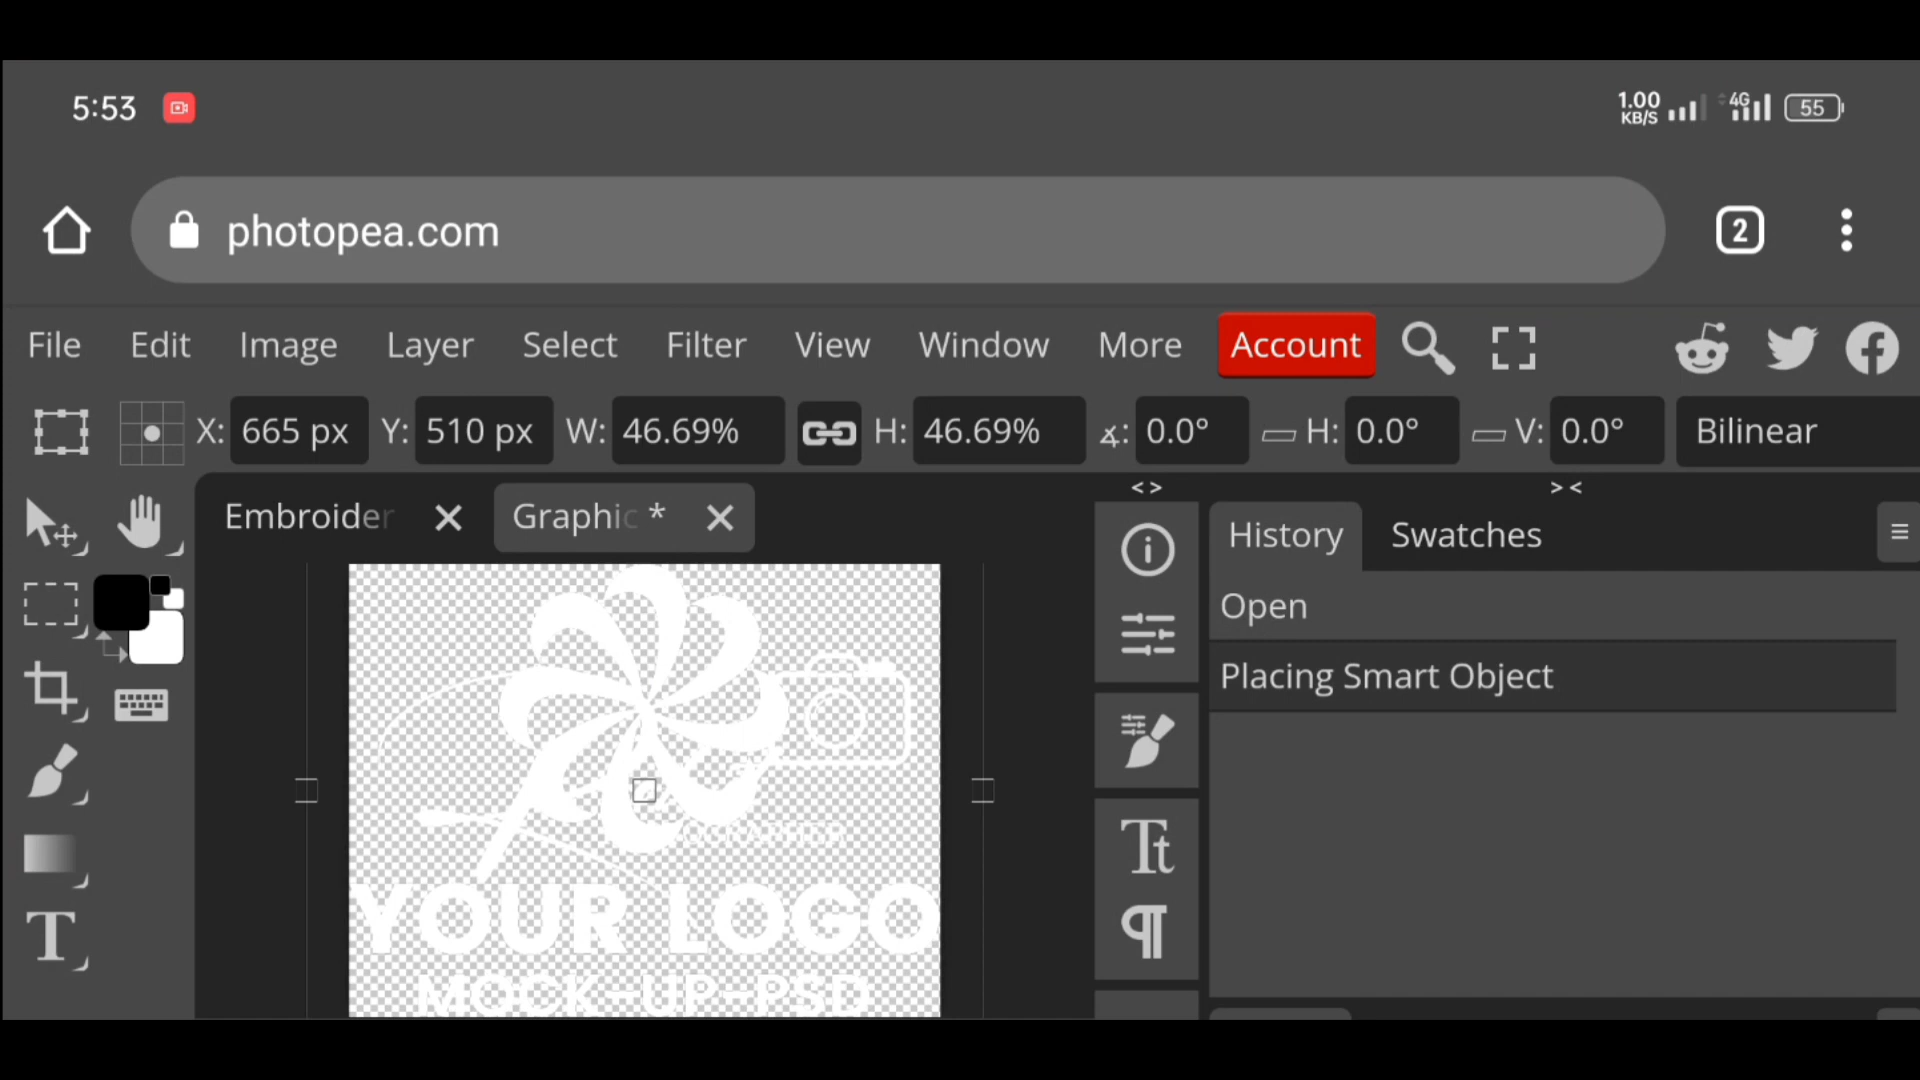 5:53
1.00 KB/S 4G 55
photopea.com
2
File Edit Image Layer Select Filter View Window More Account
X: 665 px Y: 510 px W: 46.69% H: 46.69% ∡: 0.0° H: 0.0° V: 0.0° Bilinear
Embroider Graphic *
< > > <
History Swatches
Open
Placing Smart Object
YOUR LOGO
MOCK-UP-PSD